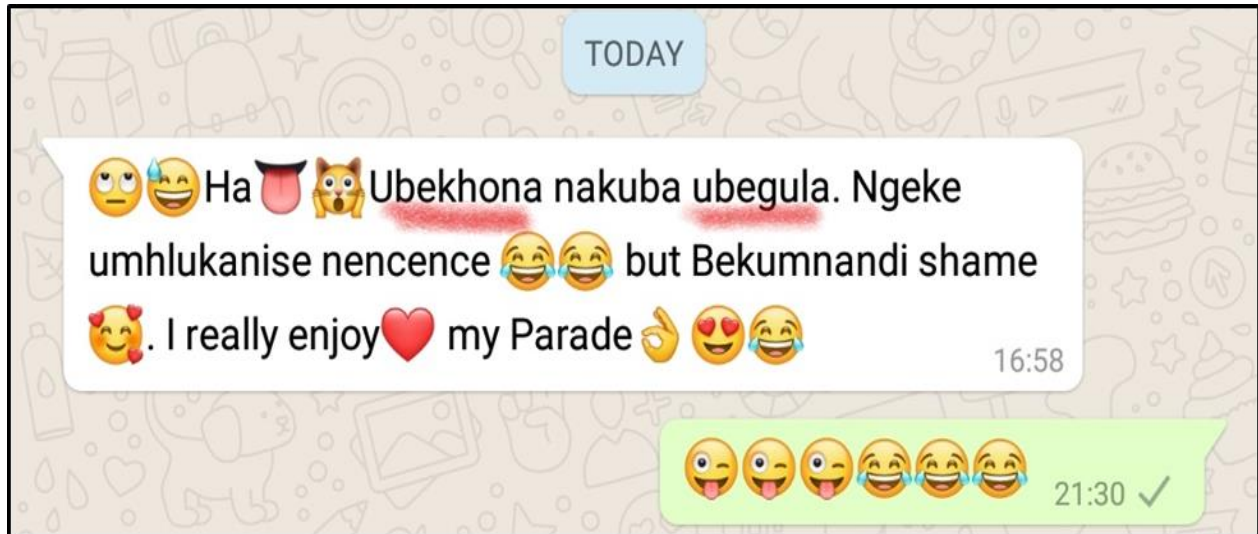 TODAY
🙄😅Ha👅🙀Ubekhona nakuba ubegula. Ngeke
umhlukanise nencence 😂😂 but Bekumnandi shame
🥰. I really enjoy❤️ my Parade👌 😍😂
16:58
😜😜😜😂😂😂 21:30